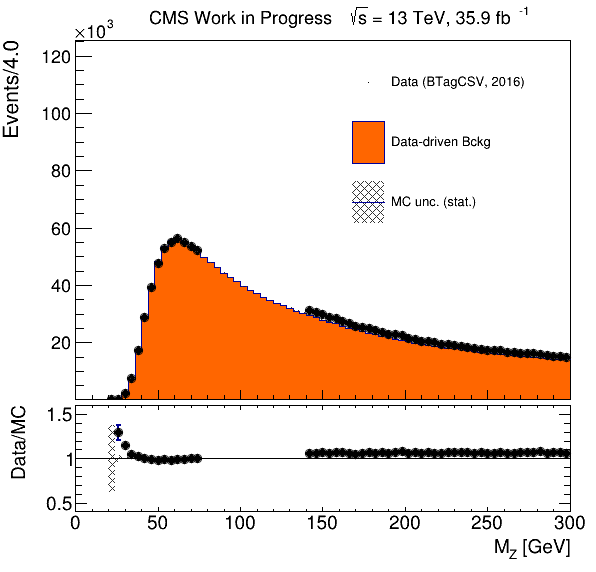 CMS Work in Progress √s = 13 TeV, 35.9 fb⁻¹
×10³
Events/4.0
120
100
80
60
40
20
Data (BTagCSV, 2016)
Data-driven Bckg
MC unc. (stat.)
Data/MC
1.5
1
0.5
0 50 100 150 200 250 300
M_Z [GeV]